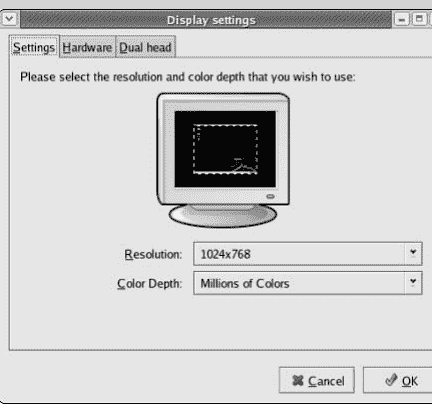 Display settings
Settings Hardware Dual head
Please select the resolution and color depth that you wish to use:
Resolution: 1024x768
Color Depth: Millions of Colors
Cancel OK